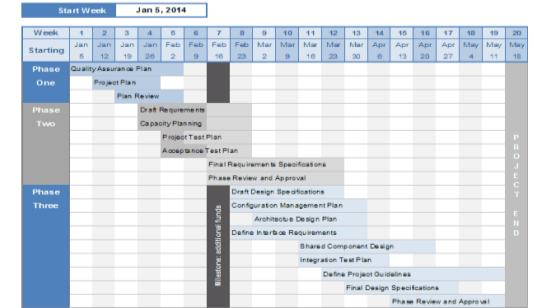 Start Week Jan 5, 2014
Week 1 2 3 4 5 6 7 8 9 10 11 12 13 14 15 16 17 18 19 20
Starting Jan 5 Jan 12 Jan 19 Jan 26 Feb 2 Feb 9 Feb 16 Feb 23 Mar 2 Mar 9 Mar 16 Mar 23 Mar 30 Apr 6 Apr 13 Apr 20 Apr 27 May 4 May 11 May 18
Phase One
Quality Assurance Plan
Project Plan
Plan Review
Phase Two
Draft Requirements
Capacity Planning
Project Test Plan
Acceptance Test Plan
Final Requirements Specifications
Phase Review and Approval
Phase Three
Draft Design Specifications
Configuration Management Plan
Architectue Design Plan
Define Interface Requirements
Shared Component Design
Integration Test Plan
Define Project Guidelines
Final Design Specifications
Phase Review and Approval
Milestone: additional funds
PROJECT END